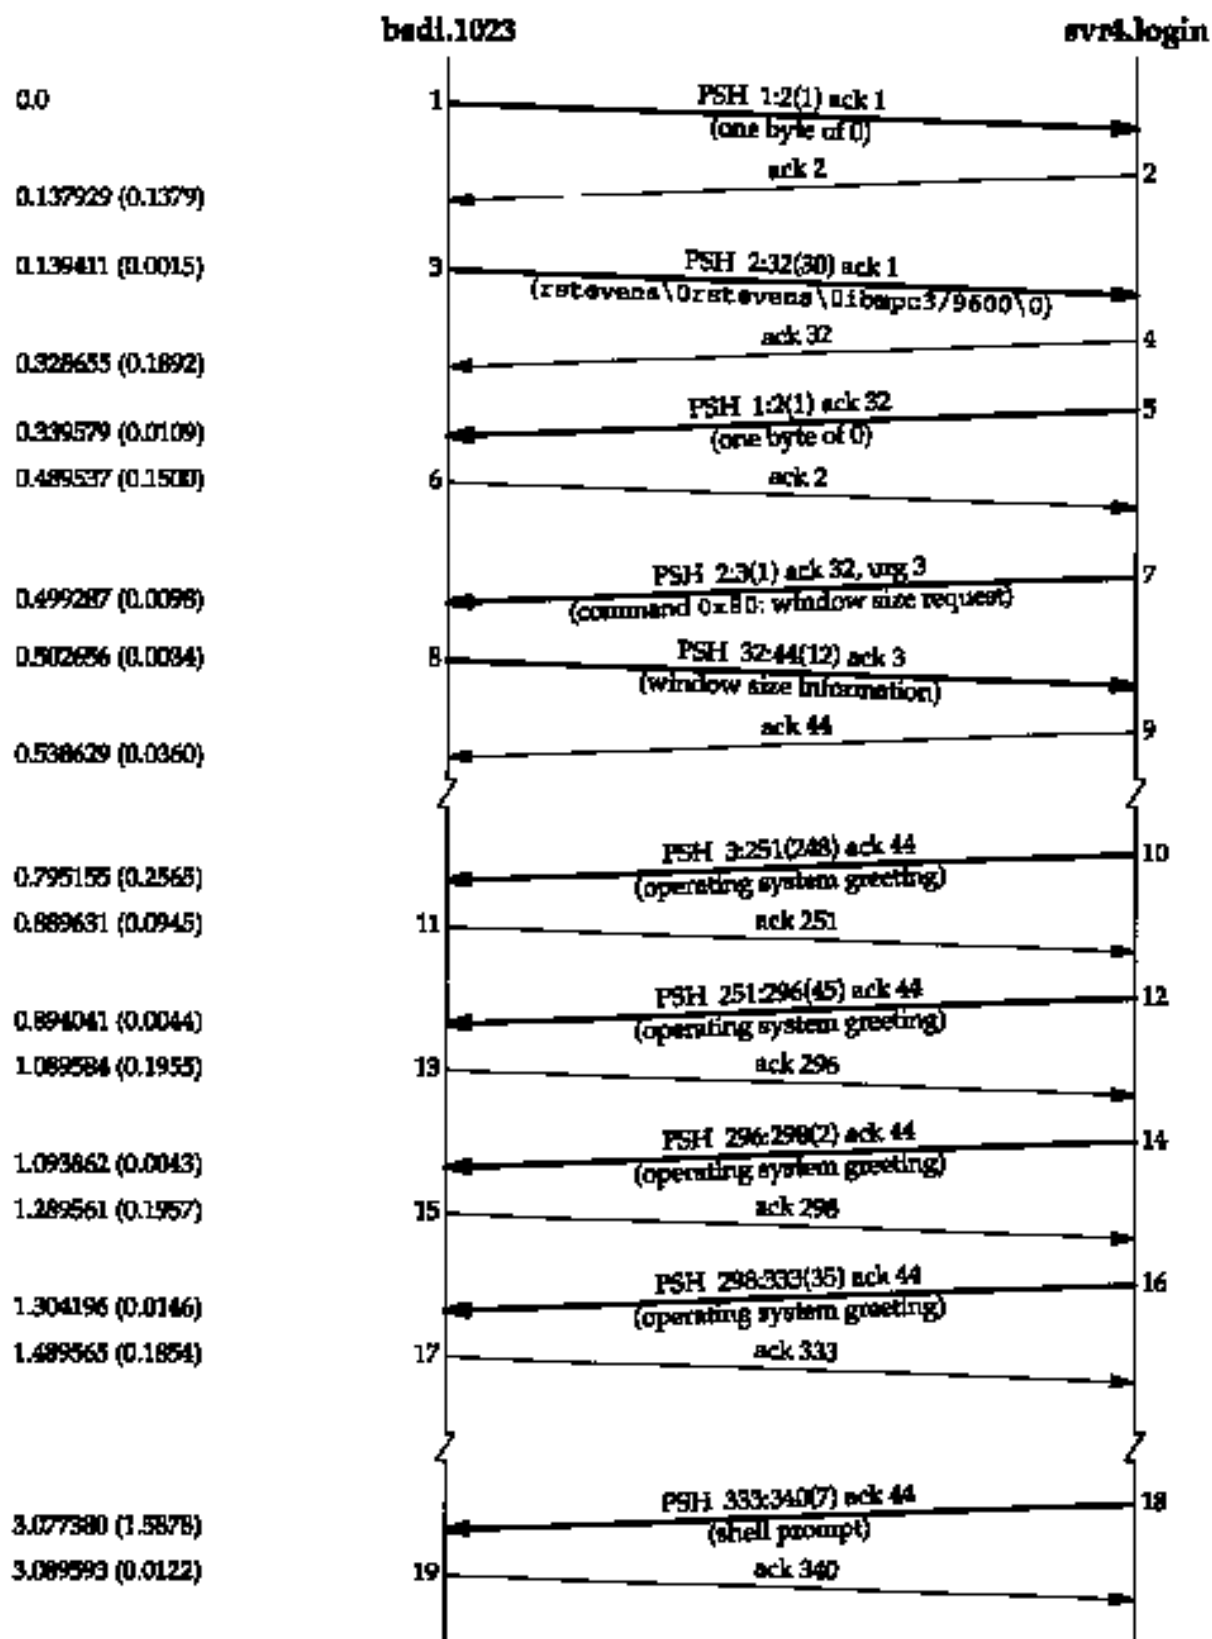 bsdi.1023 svr4.login
0.0 1 PSH 1:2(1) ack 1
(one byte of 0)
ack 2 2
0.137929 (0.1379)
0.139411 (0.0015) 3 PSH 2:32(30) ack 1
(rstevens\0rstevens\0ibmpc3/9600\0)
ack 32 4
0.328655 (0.1892)
PSH 1:2(1) ack 32 5
0.339579 (0.0109) (one byte of 0)
0.489537 (0.1500) 6 ack 2
PSH 2:3(1) ack 32, urg 3 7
0.499287 (0.0098) (command 0x80: window size request)
0.502656 (0.0034) 8 PSH 32:44(12) ack 3
(window size information)
ack 44 9
0.538629 (0.0360)
PSH 3:251(248) ack 44 10
0.795155 (0.2565) (operating system greeting)
0.889631 (0.0945) 11 ack 251
PSH 251:296(45) ack 44 12
0.894041 (0.0044) (operating system greeting)
1.089584 (0.1955) 13 ack 296
PSH 296:298(2) ack 44 14
1.093862 (0.0043) (operating system greeting)
1.289561 (0.1957) 15 ack 298
PSH 298:333(35) ack 44 16
1.304196 (0.0146) (operating system greeting)
1.489565 (0.1854) 17 ack 333
PSH 333:340(7) ack 44 18
3.077380 (1.5878) (shell prompt)
3.089593 (0.0122) 19 ack 340